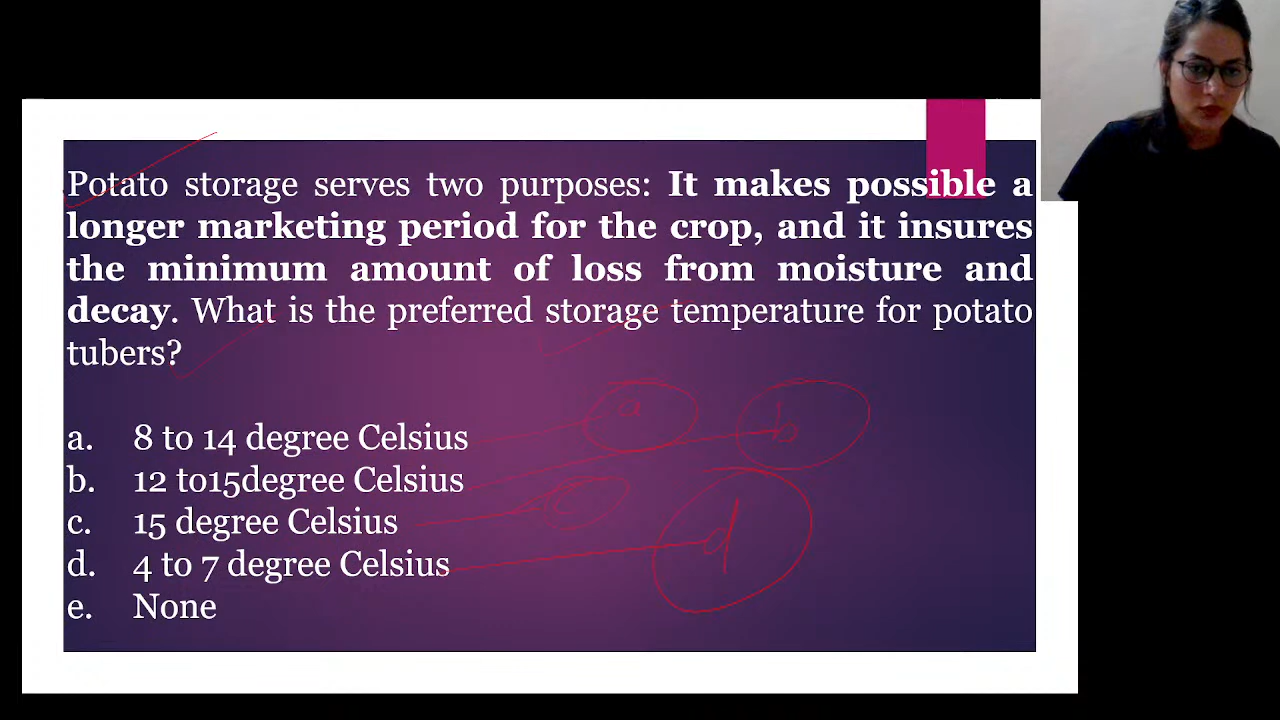 Potato storage serves two purposes: It makes possible a
longer marketing period for the crop, and it insures
the minimum amount of loss from moisture and
decay. What is the preferred storage temperature for potato
tubers?
a. 8 to 14 degree Celsius
a
b
b. 12 to15degree Celsius
c. 15 degree Celsius
c
d. 4 to 7 degree Celsius
d
e. None